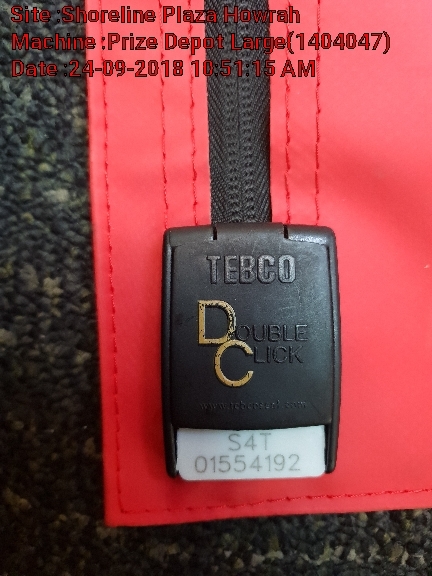 Site :Shoreline Plaza Howrah
Machine :Prize Depot Large(1404047)
Date :24-09-2018 10:51:15 AM
TEBCO
DOUBLE
CLICK
S4T
01554192